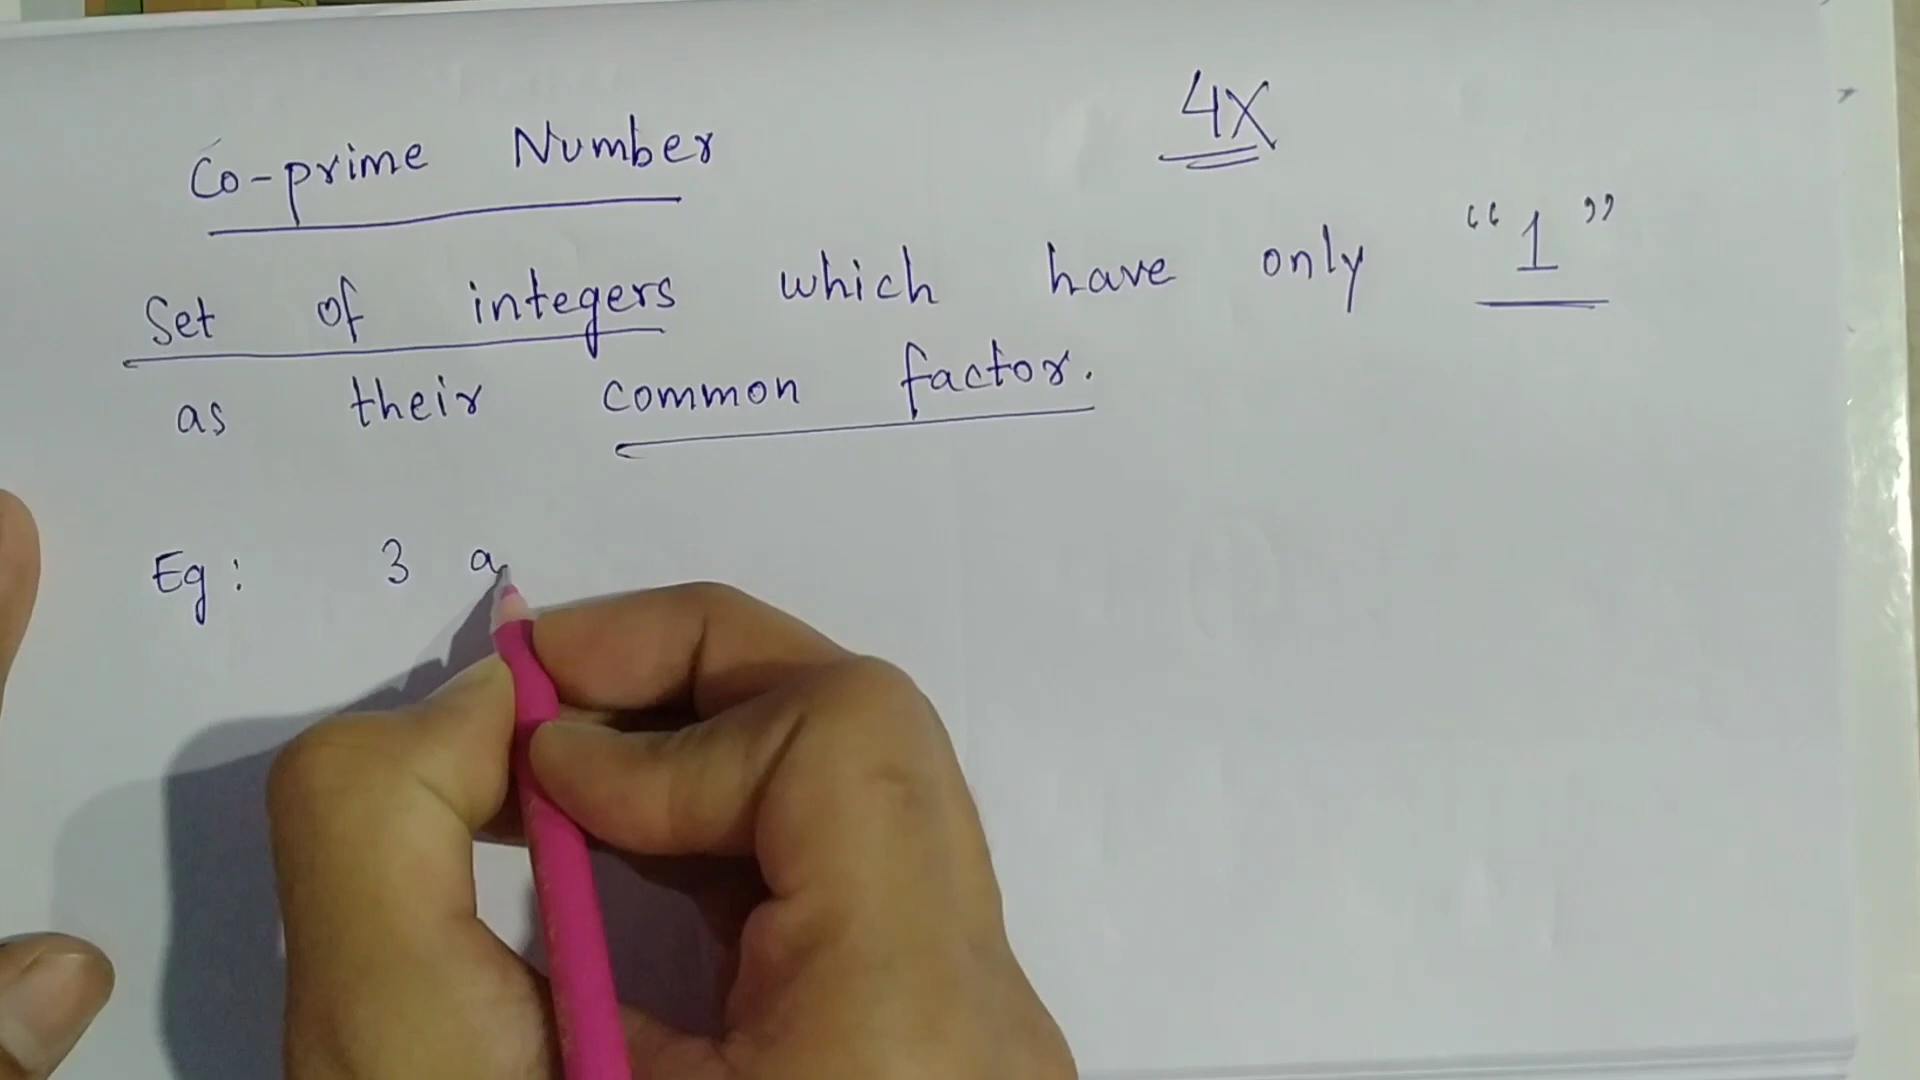 Co-prime Number
4X
Set of integers which have only "1"
as their common factor.
Eg: 3 a